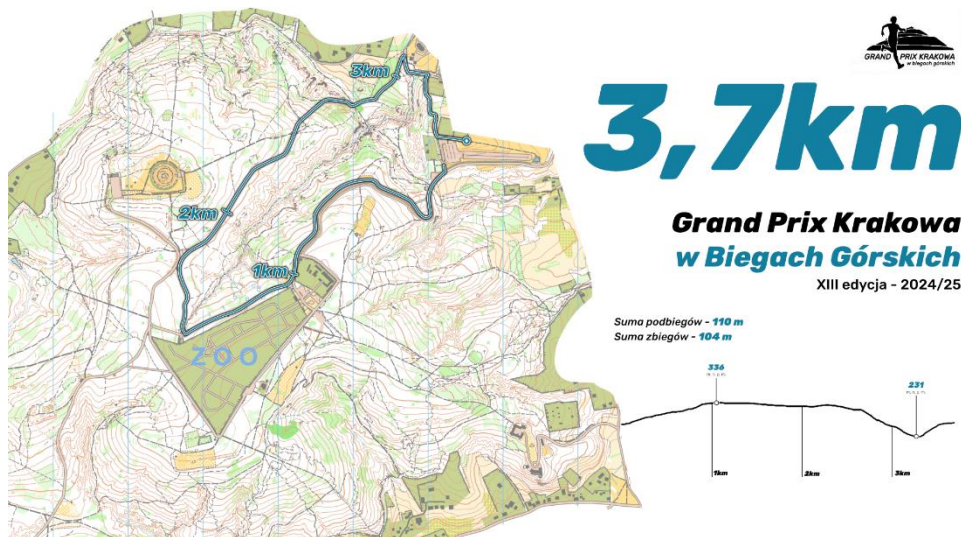 GRAND PRIX KRAKOWA
w biegach górskich
3,7km
Grand Prix Krakowa
w Biegach Górskich
XIII edycja - 2024/25
Suma podbiegów - 110 m
Suma zbiegów - 104 m
336
m n.p.m.
231
m n.p.m.
1km
2km
3km
3km
2km
1km
ZOO